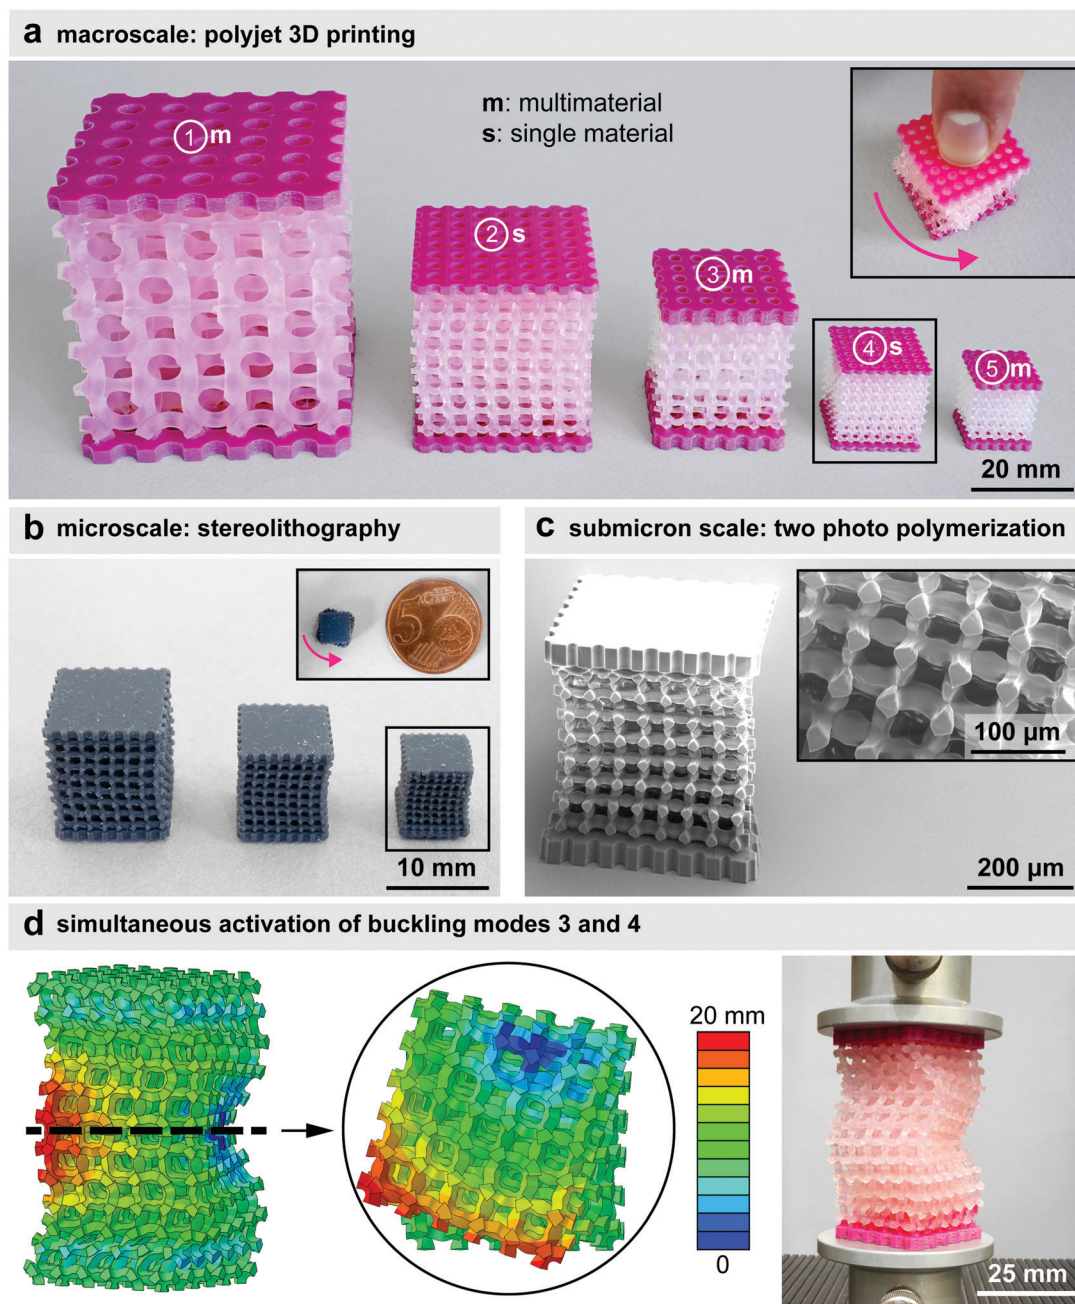 a macroscale: polyjet 3D printing
m: multimaterial
s: single material
1 m
2 s
3 m
4 s
5 m
20 mm
b microscale: stereolithography
5
10 mm
c submicron scale: two photo polymerization
100 µm
200 µm
d simultaneous activation of buckling modes 3 and 4
20 mm
0
25 mm